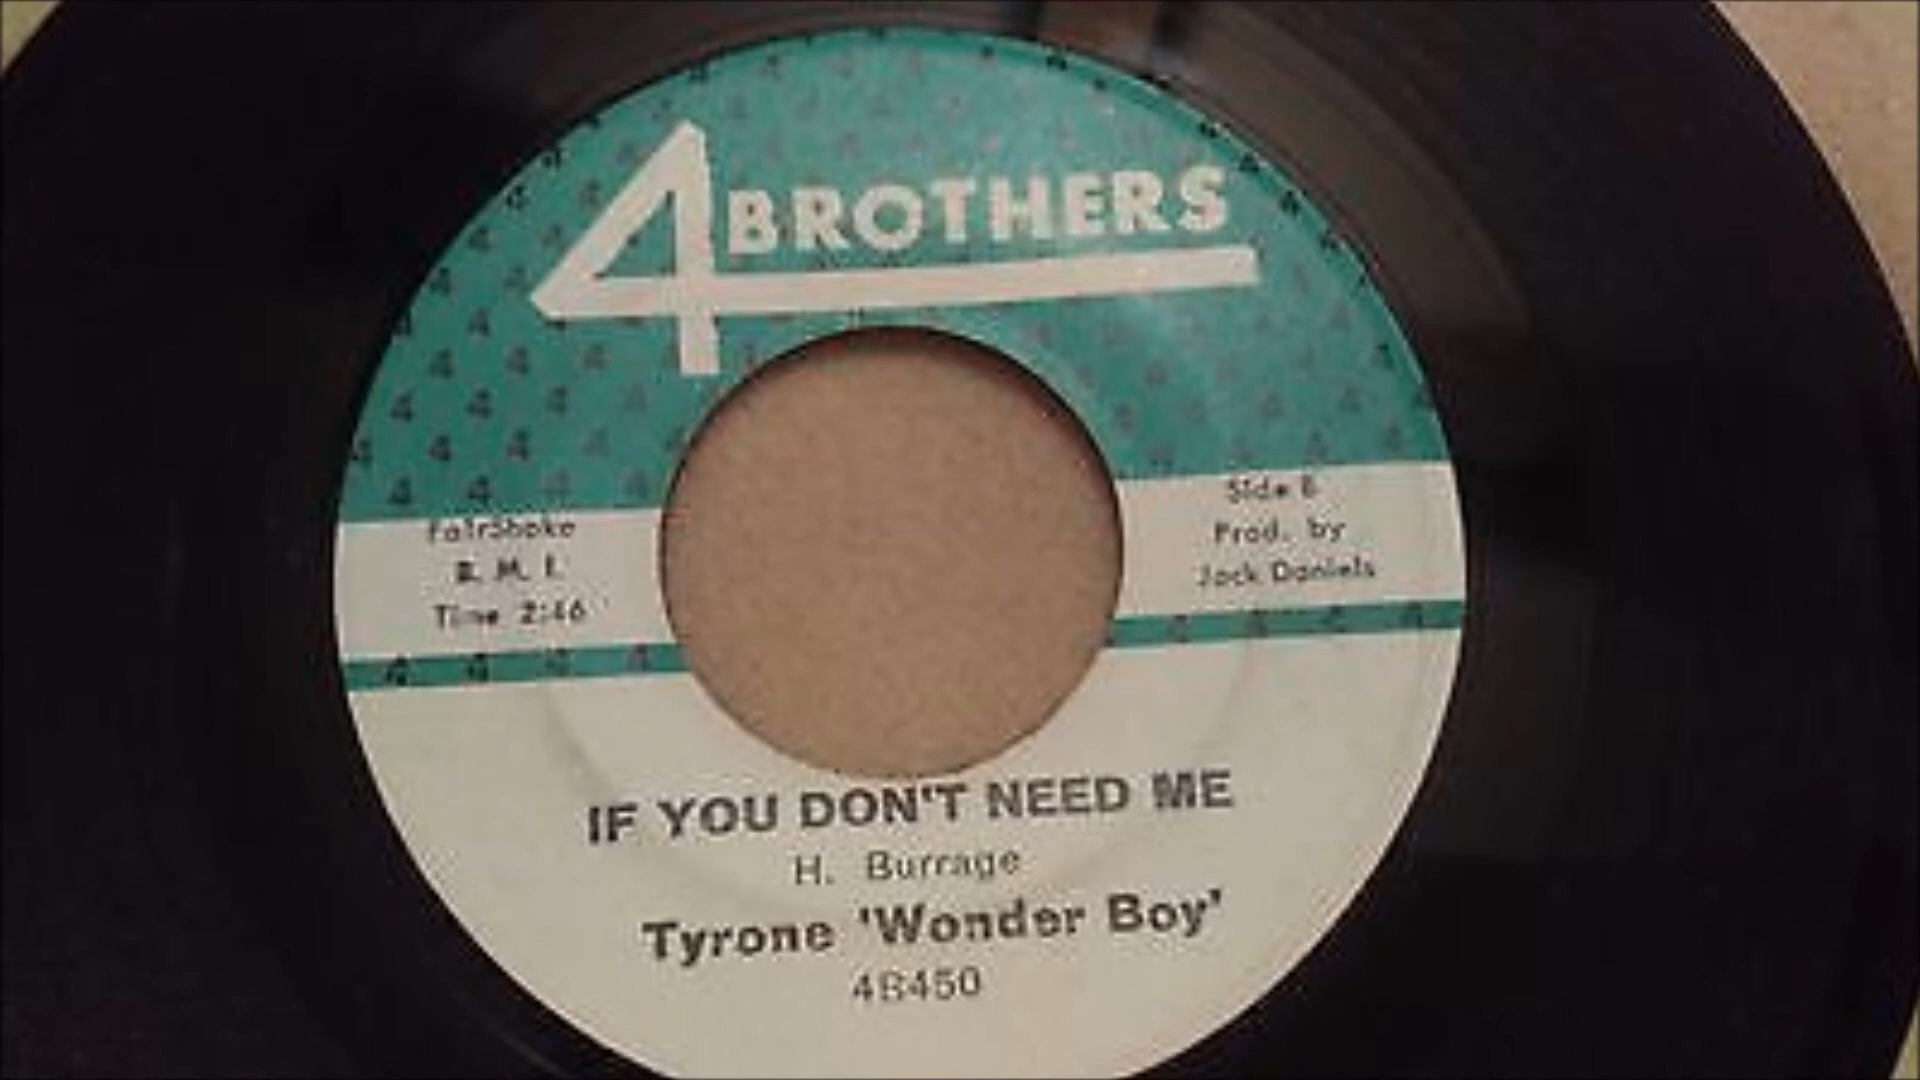 4 BROTHERS
FairShake
B. M. I.
Time 2:46
Side B
Prod. by
Jack Daniels
IF YOU DON'T NEED ME
H. Burrage
Tyrone 'Wonder Boy'
4B450